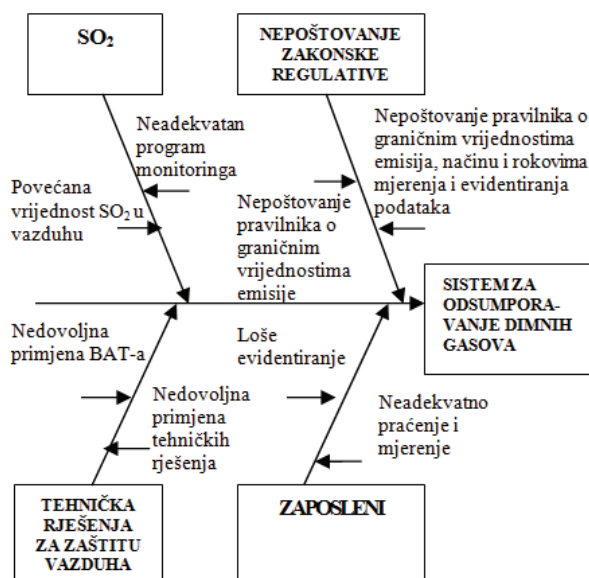 SO₂
NEPOŠTOVANJE
ZAKONSKE
REGULATIVE
Neadekvatan
program
monitoringa
Povećana
vrijednost SO₂ u
vazduhu
Nepoštovanje pravilnika o
graničnim vrijednostima
emisija, načinu i rokovima
mjerenja i evidentiranja
podataka
Nepoštovanje
pravilnika o
graničnim
vrijednostima
emisije
SISTEM ZA
ODSUMPORA-
VANJE DIMNIH
GASOVA
Nedovoljna
primjena BAT-a
Nedovoljna
primjena
tehničkih
rješenja
Loše
evidentiranje
Neadekvatno
praćenje i
mjerenje
TEHNIČKA
RJEŠENJA
ZA ZAŠTITU
VAZDUHA
ZAPOSLENI